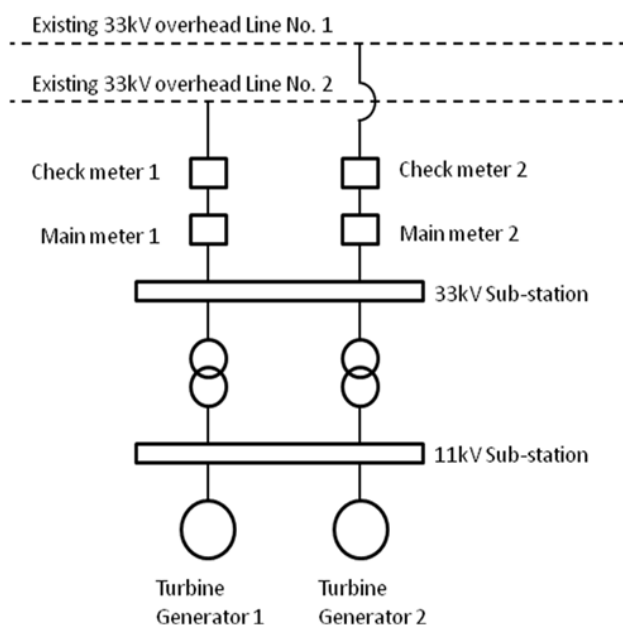 Existing 33kV overhead Line No. 1
Existing 33kV overhead Line No. 2
Check meter 1
Check meter 2
Main meter 1
Main meter 2
33kV Sub-station
11kV Sub-station
Turbine
Generator 1
Turbine
Generator 2